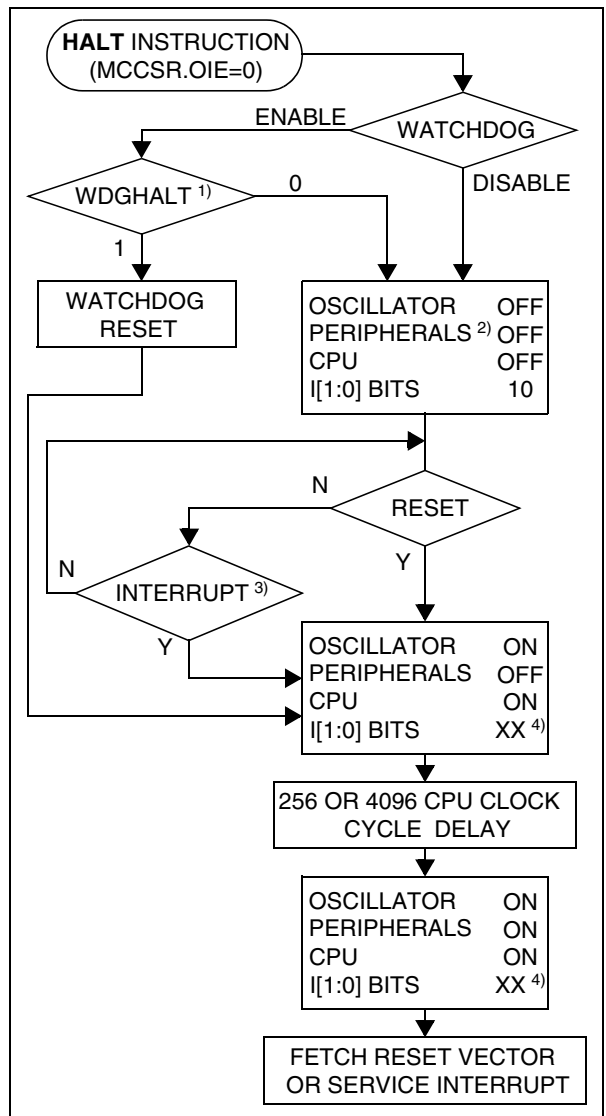 HALT INSTRUCTION
(MCCSR.OIE=0)
ENABLE
WATCHDOG
WDGHALT 1)
0
DISABLE
1
WATCHDOG
RESET
OSCILLATOR OFF
PERIPHERALS 2) OFF
CPU OFF
I[1:0] BITS 10
N
RESET
Y
N
INTERRUPT 3)
Y
OSCILLATOR ON
PERIPHERALS OFF
CPU ON
I[1:0] BITS XX 4)
256 OR 4096 CPU CLOCK
CYCLE DELAY
OSCILLATOR ON
PERIPHERALS ON
CPU ON
I[1:0] BITS XX 4)
FETCH RESET VECTOR
OR SERVICE INTERRUPT